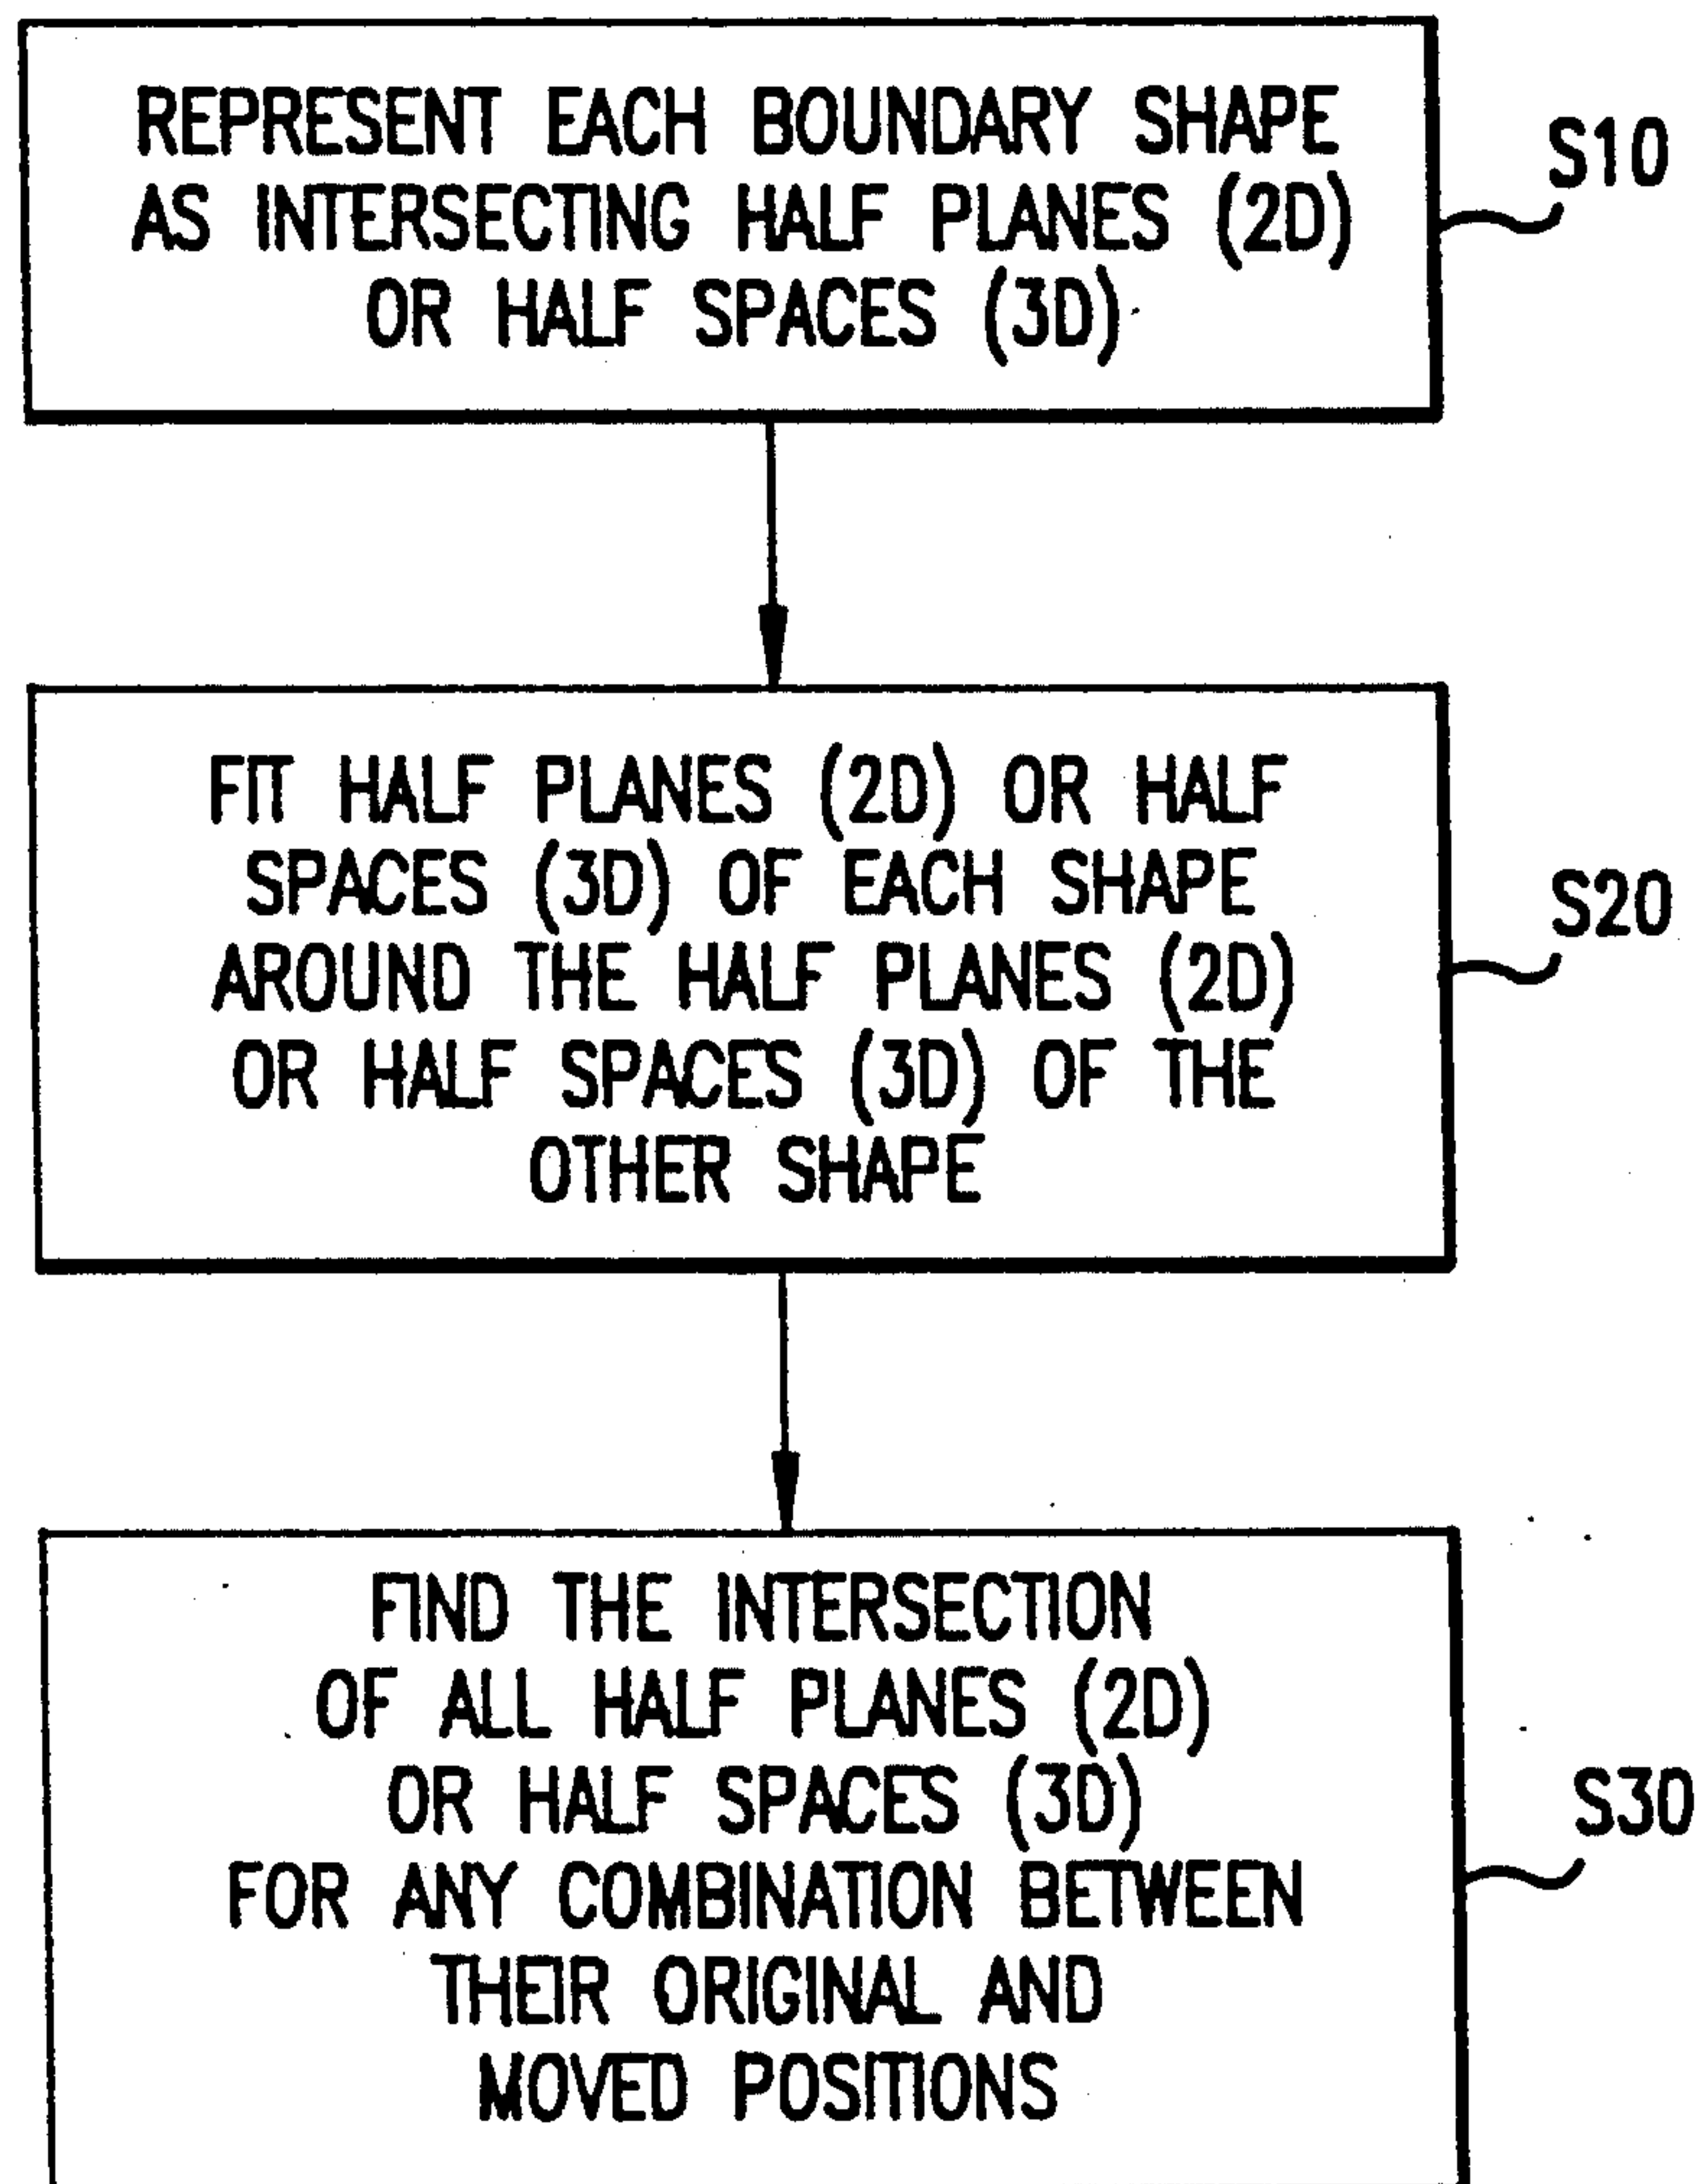 REPRESENT EACH BOUNDARY SHAPE
AS INTERSECTING HALF PLANES (2D)
OR HALF SPACES (3D)
S10
FIT HALF PLANES (2D) OR HALF
SPACES (3D) OF EACH SHAPE
AROUND THE HALF PLANES (2D)
OR HALF SPACES (3D) OF THE
OTHER SHAPE
S20
FIND THE INTERSECTION
OF ALL HALF PLANES (2D)
OR HALF SPACES (3D)
FOR ANY COMBINATION BETWEEN
THEIR ORIGINAL AND
MOVED POSITIONS
S30